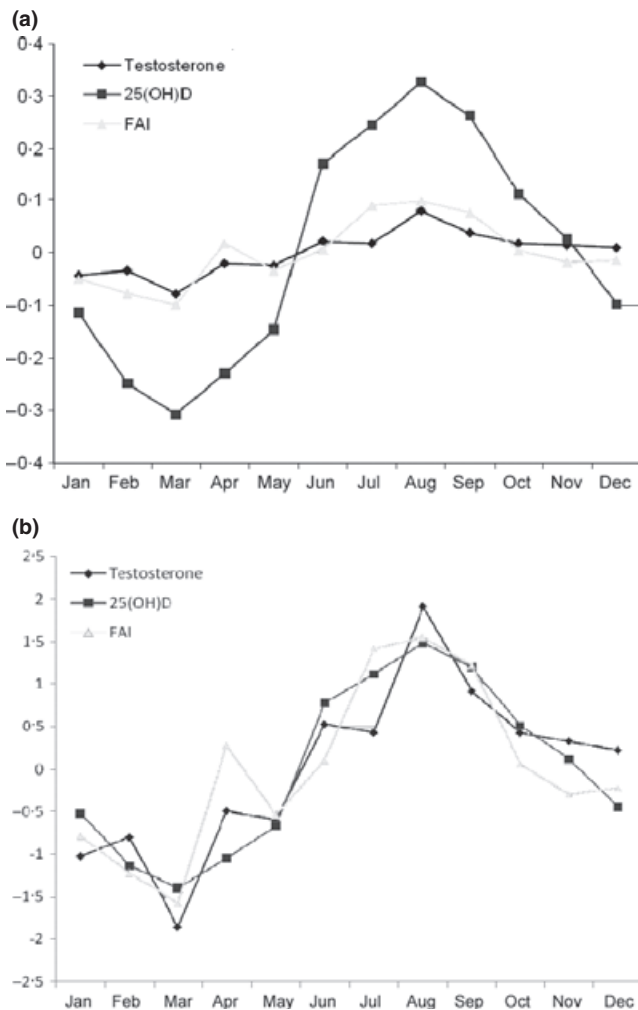 (a)
0·4
Testosterone
0·3
25(OH)D
FAI
0·2
0·1
0
–0·1
–0·2
–0·3
–0·4
Jan Feb Mar Apr May Jun Jul Aug Sep Oct Nov Dec
(b)
2·5
Testosterone
2
25(OH)D
1·5
FAI
1
0·5
0
–0·5
–1
–1·5
–2
–2·5
Jan Feb Mar Apr May Jun Jul Aug Sep Oct Nov Dec